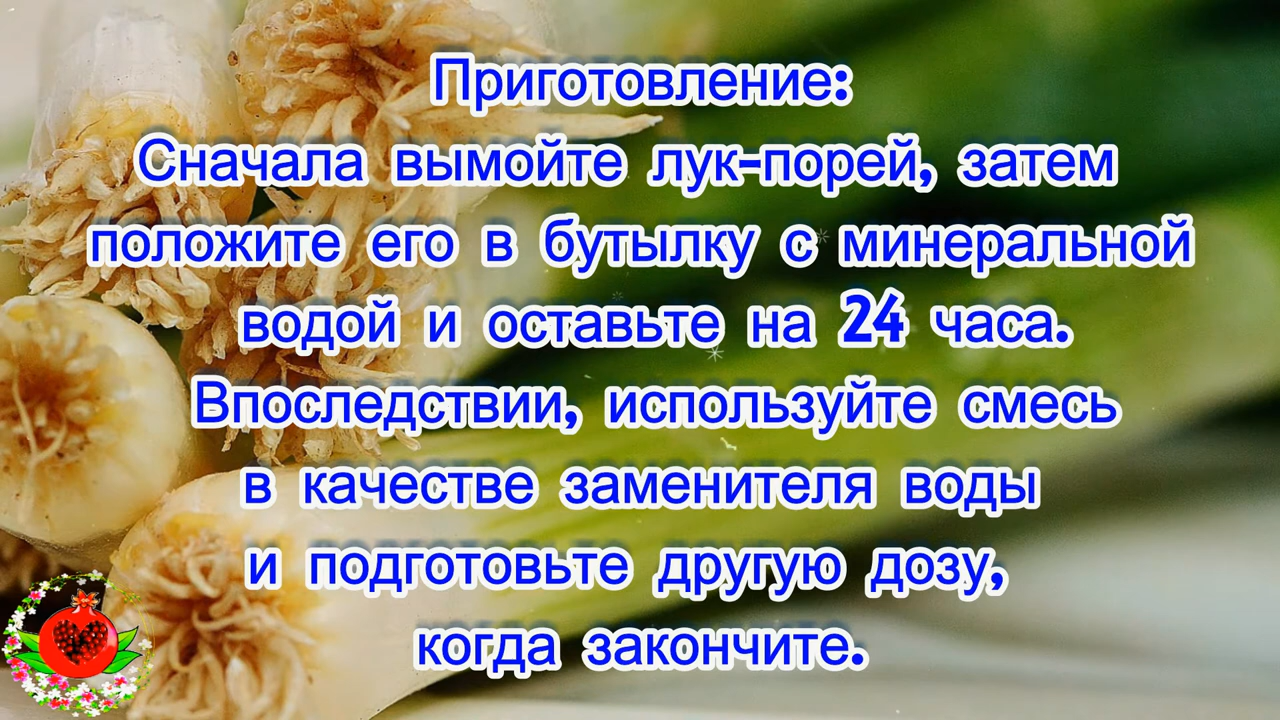 Приготовление:
Сначала вымойте лук-порей, затем
положите его в бутылку с минеральной
водой и оставьте на 24 часа.
Впоследствии, используйте смесь
в качестве заменителя воды
и подготовьте другую дозу,
когда закончите.